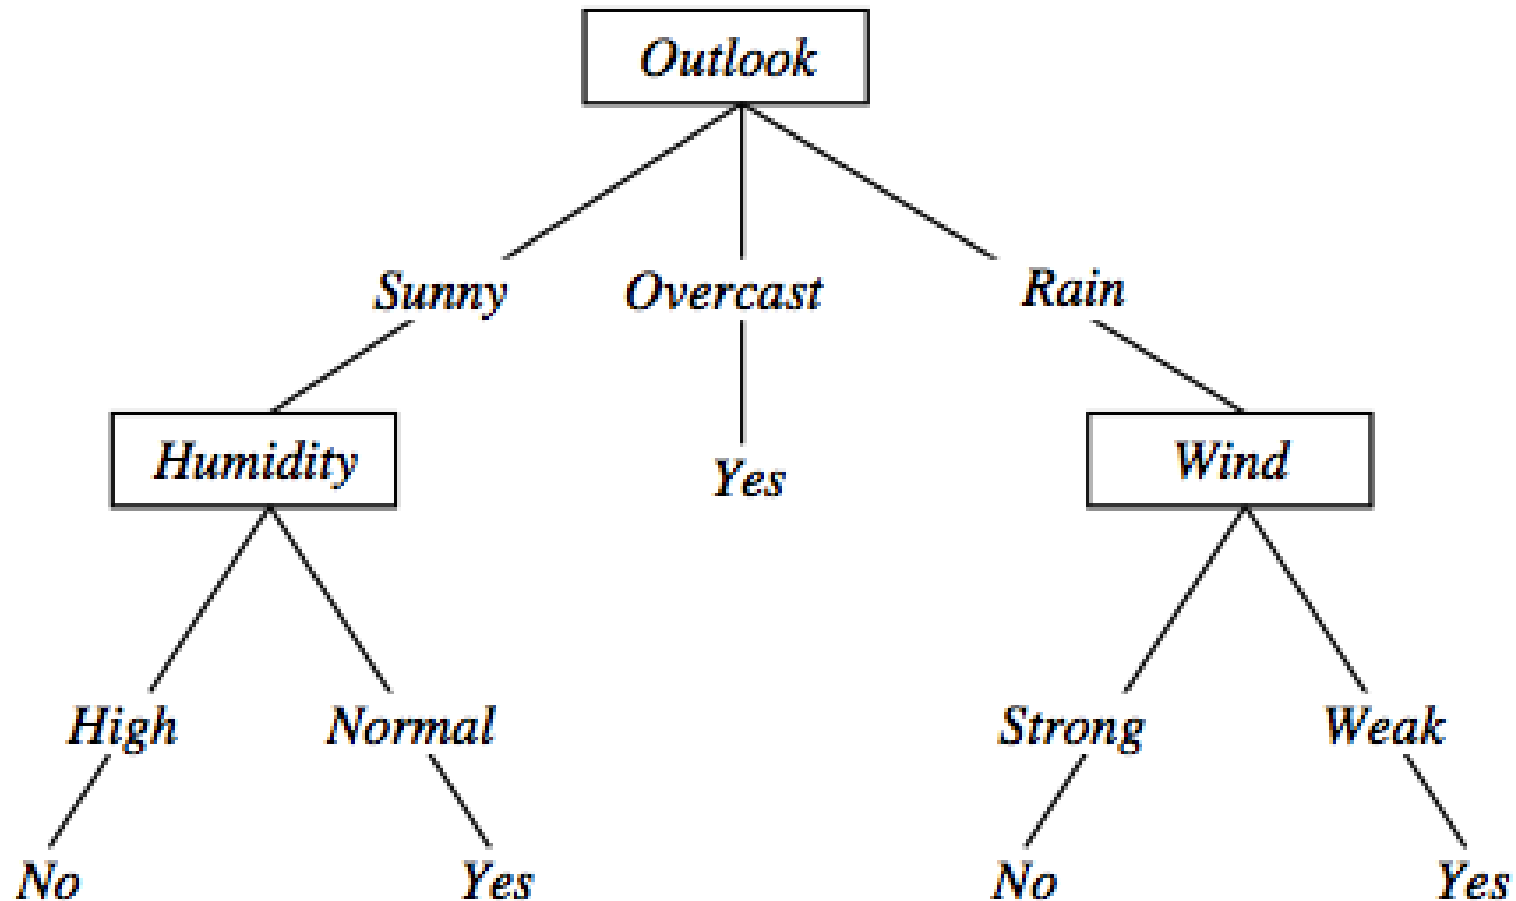 Outlook
Sunny Overcast Rain
Humidity Yes Wind
High Normal Strong Weak
No Yes No Yes